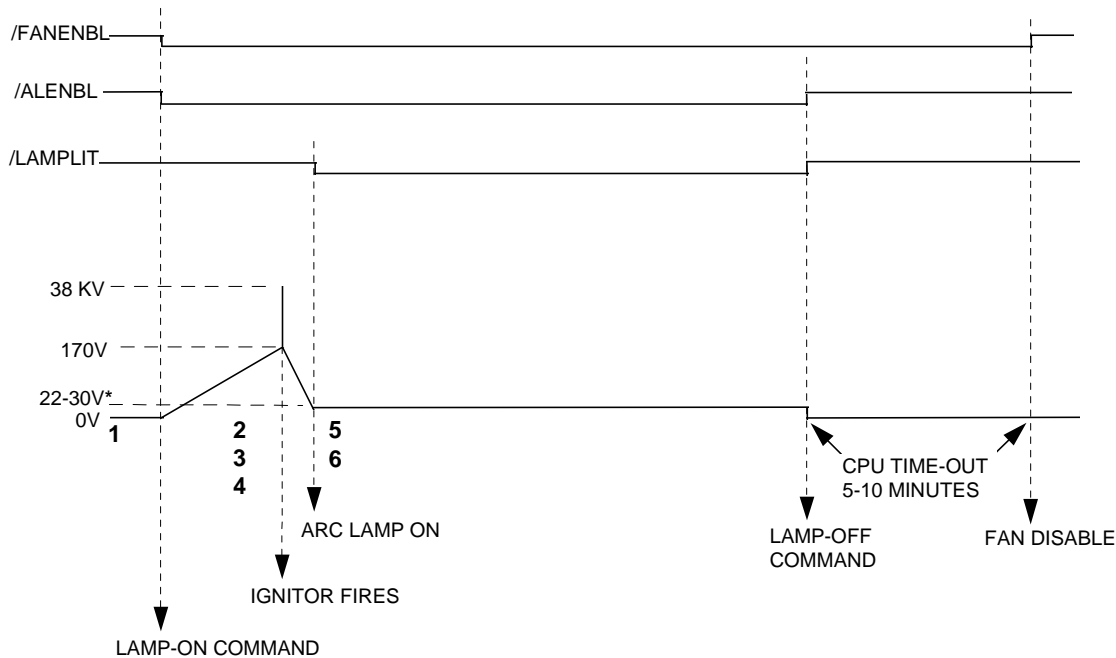 /FANENBL
/ALENBL
/LAMPLIT
38 KV
170V
22-30V*
0V
1
2
3
4
5
6
CPU TIME-OUT
5-10 MINUTES
ARC LAMP ON
LAMP-OFF
COMMAND
FAN DISABLE
IGNITOR FIRES
LAMP-ON COMMAND